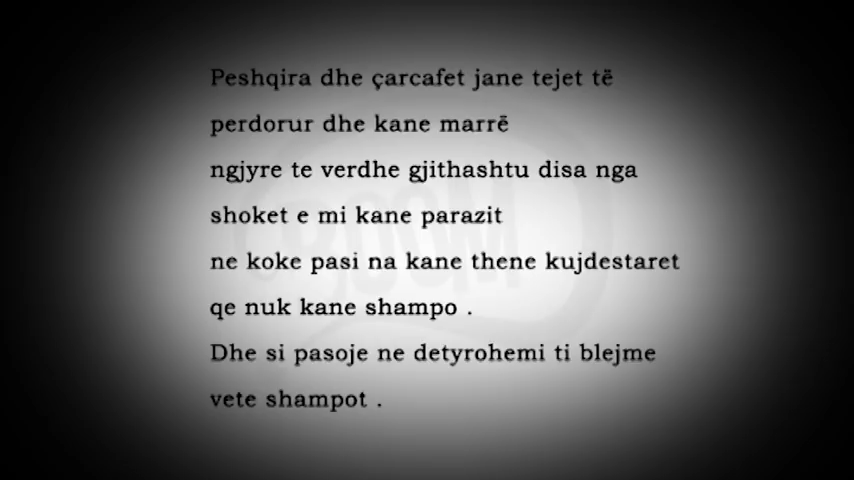 Peshqira dhe çarcafet jane tejet të
perdorur dhe kane marrë
ngjyre te verdhe gjithashtu disa nga
shoket e mi kane parazit
ne koke pasi na kane thene kujdestaret
qe nuk kane shampo .
Dhe si pasoje ne detyrohemi ti blejme
vete shampot .